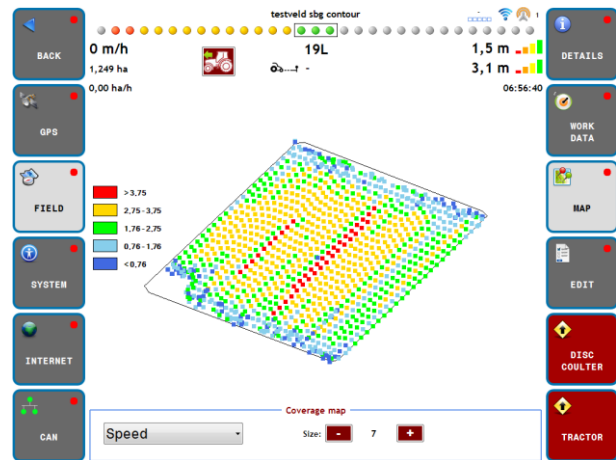 testveld sbg contour
1
BACK
0 m/h
19L
1,5 m
DETAILS
1,249 ha
-
3,1 m
0,00 ha/h
06:56:40
GPS
WORK
DATA
FIELD
>3,75
2,75 - 3,75
1,76 - 2,75
0,76 - 1,76
<0,76
MAP
SYSTEM
EDIT
INTERNET
DISC
COULTER
CAN
Coverage map
Speed
Size:
-
7
+
TRACTOR